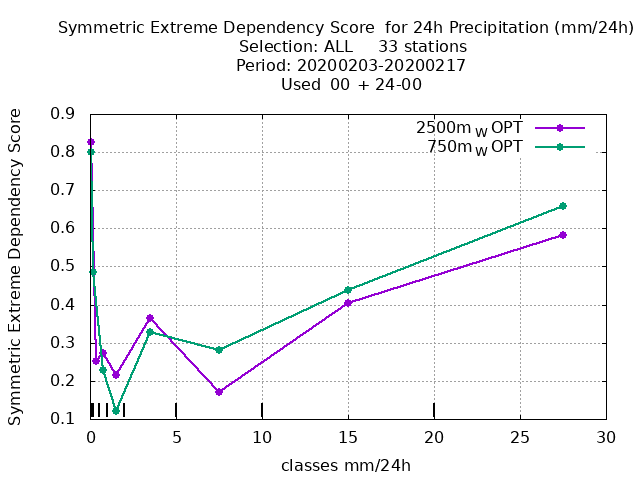 Symmetric Extreme Dependency Score  for 24h Precipitation (mm/24h)
Selection: ALL     33 stations
Period: 20200203-20200217
Used  00 + 24-00
Symmetric Extreme Dependency Score
0.9
0.8
0.7
0.6
0.5
0.4
0.3
0.2
0.1
2500m W OPT
750m W OPT
0 5 10 15 20 25 30
classes mm/24h